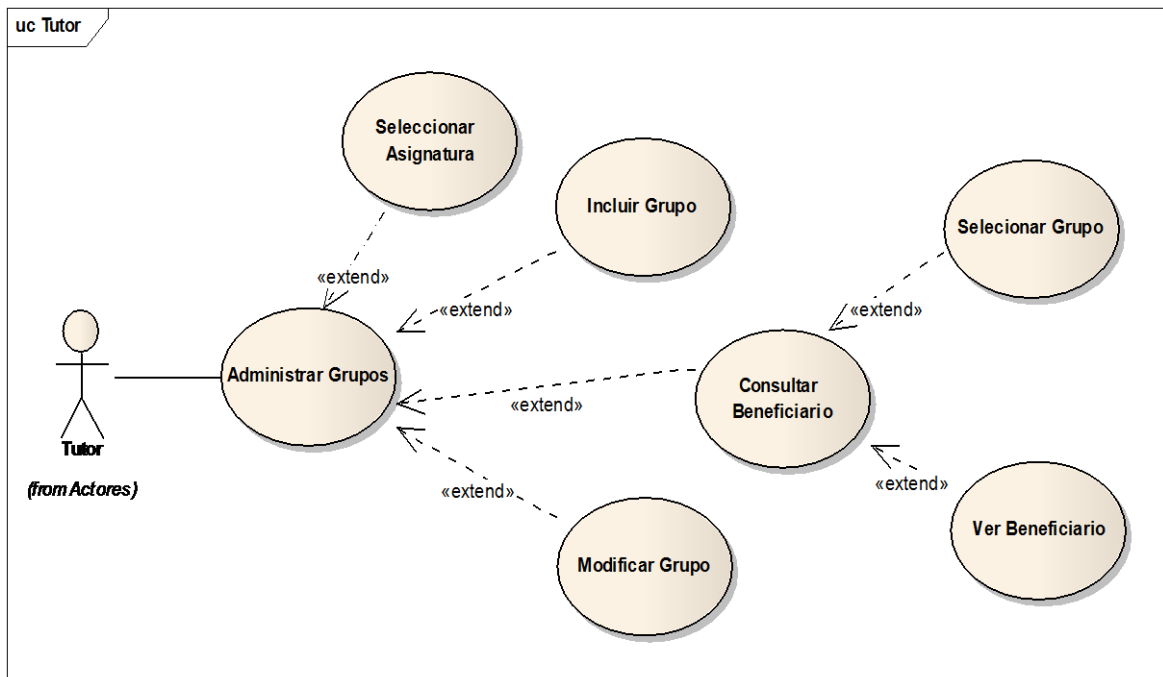 uc Tutor
Seleccionar
Asignatura
Incluir Grupo
Selecionar Grupo
«extend»
«extend»
«extend»
Administrar Grupos
Consultar
Beneficiario
«extend»
Tutor
(from Actores)
«extend»
«extend»
Ver Beneficiario
Modificar Grupo